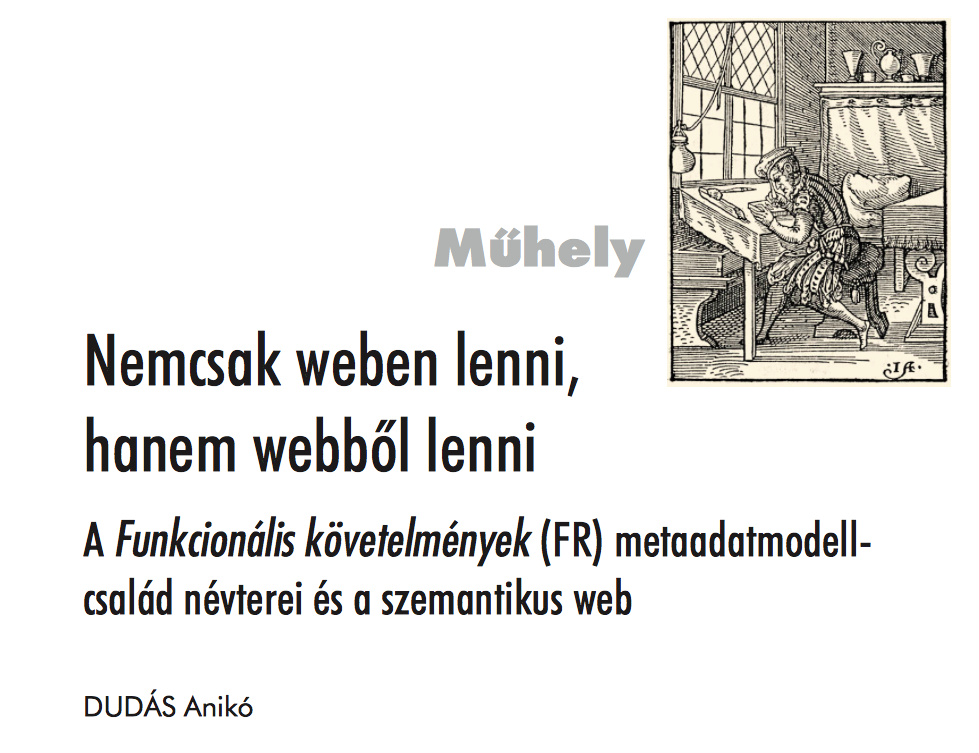 Műhely
Nemcsak weben lenni,
hanem webből lenni
A Funkcionális követelmények (FR) metaadatmodell-
család névterei és a szemantikus web
DUDÁS Anikó